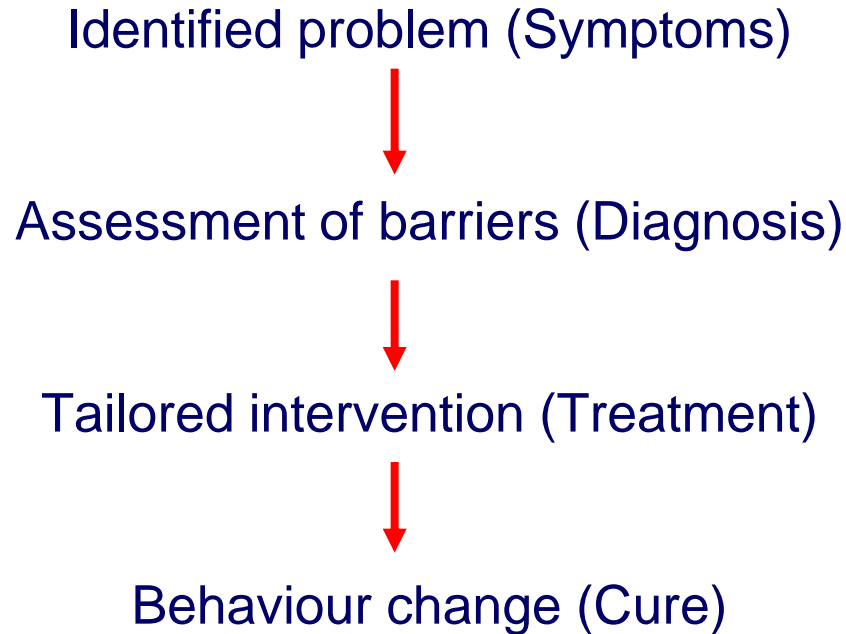 Identified problem (Symptoms)
Assessment of barriers (Diagnosis)
Tailored intervention (Treatment)
Behaviour change (Cure)